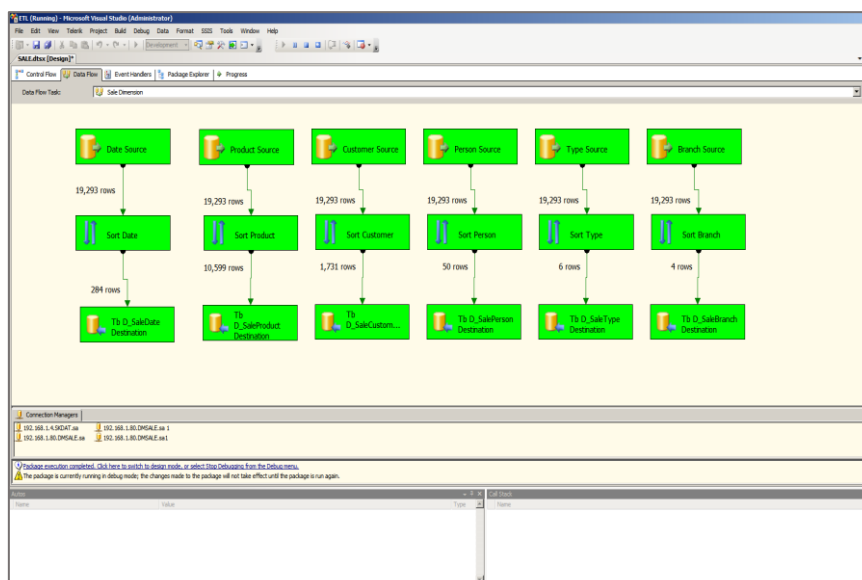 ETL (Running) - Microsoft Visual Studio (Administrator)
File Edit View Telerik Project Build Debug Data Format SSIS Tools Window Help
Development
SALE.dtsx [Design]*
Control Flow Data Flow Event Handlers Package Explorer Progress
Data Flow Task: Sale Dimension
Date Source Product Source Customer Source Person Source Type Source Branch Source
19,293 rows 19,293 rows 19,293 rows 19,293 rows 19,293 rows 19,293 rows
Sort Date Sort Product Sort Customer Sort Person Sort Type Sort Branch
284 rows 10,599 rows 1,731 rows 50 rows 6 rows 4 rows
Tb D_SaleDate Destination
Tb D_SaleProduct Destination
Tb D_SaleCustom...
Tb D_SalePerson Destination
Tb D_SaleType Destination
Tb D_SaleBranch Destination
Connection Managers
192.168.1.4.SKDAT.sa 192.168.1.80.DMSALE.sa 1
192.168.1.80.DMSALE.sa 192.168.1.80.DMSALE.sa1
Package execution completed. Click here to switch to design mode, or select Stop Debugging from the Debug menu.
The package is currently running in debug mode; the changes made to the package will not take effect until the package is run again.
Autos Call Stack
Name Value Type Name